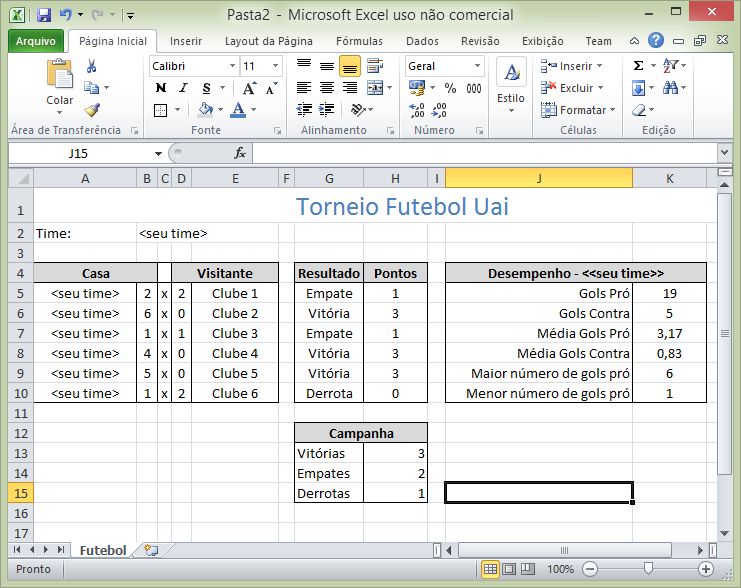 Pasta2 - Microsoft Excel uso não comercial
Arquivo Página Inicial Inserir Layout da Página Fórmulas Dados Revisão Exibição Team
Colar
Calibri 11
N I S
Geral
% 000
Estilo
Inserir
Excluir
Formatar
Σ
Área de Transferência Fonte Alinhamento Número Células Edição
J15 fx
A B C D E F G H I J K
1 Torneio Futebol Uai
2 Time: <seu time>
3
4 Casa Visitante Resultado Pontos Desempenho - <<seu time>>
5 <seu time> 2 x 2 Clube 1 Empate 1 Gols Pró 19
6 <seu time> 6 x 0 Clube 2 Vitória 3 Gols Contra 5
7 <seu time> 1 x 1 Clube 3 Empate 1 Média Gols Pró 3,17
8 <seu time> 4 x 0 Clube 4 Vitória 3 Média Gols Contra 0,83
9 <seu time> 5 x 0 Clube 5 Vitória 3 Maior número de gols pró 6
10 <seu time> 1 x 2 Clube 6 Derrota 0 Menor número de gols pró 1
11
12 Campanha
13 Vitórias 3
14 Empates 2
15 Derrotas 1
16
17
Futebol
Pronto 100%